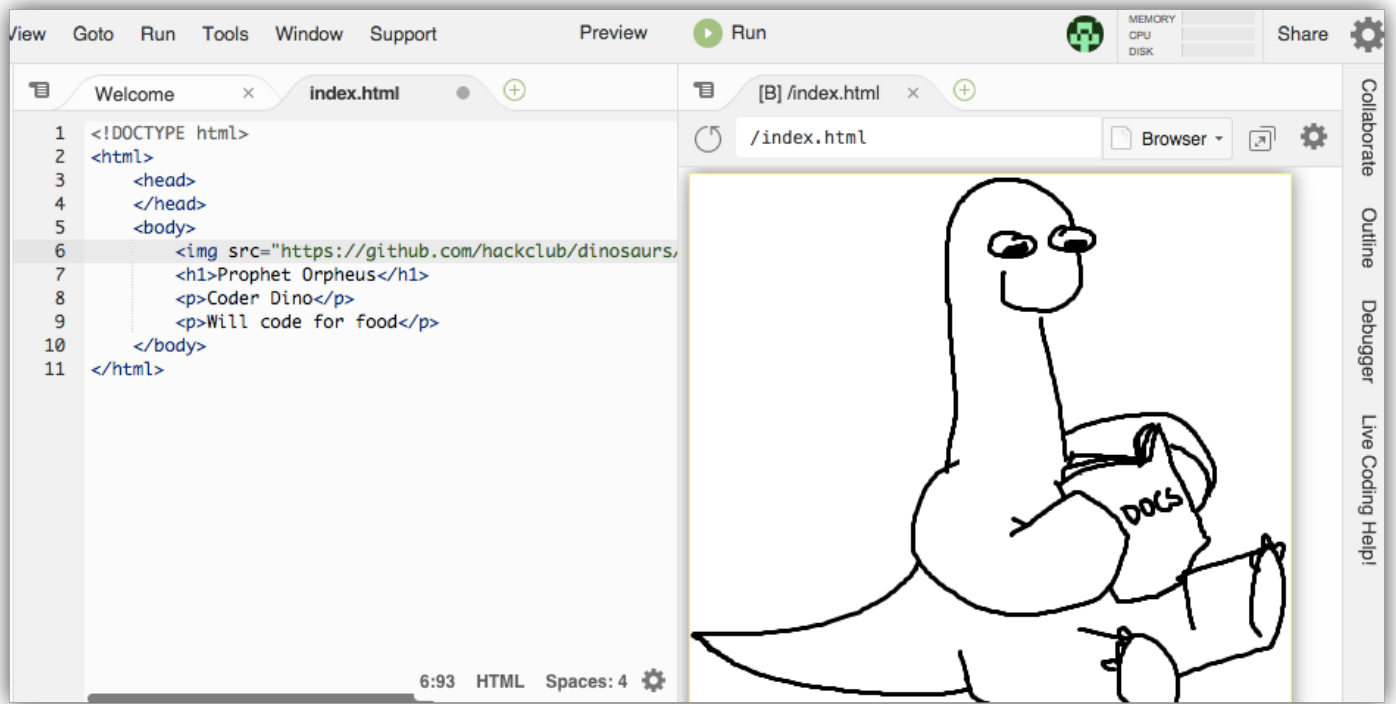 View Goto Run Tools Window Support Preview Run MEMORY CPU DISK Share
Welcome × index.html
1 <!DOCTYPE html>
2 <html>
3     <head>
4     </head>
5     <body>
6         <img src="https://github.com/hackclub/dinosaurs/
7         <h1>Prophet Orpheus</h1>
8         <p>Coder Dino</p>
9         <p>Will code for food</p>
10     </body>
11 </html>
6:93 HTML Spaces: 4
[B] /index.html ×
/index.html Browser
DOCS
Collaborate
Outline
Debugger
Live Coding Help!